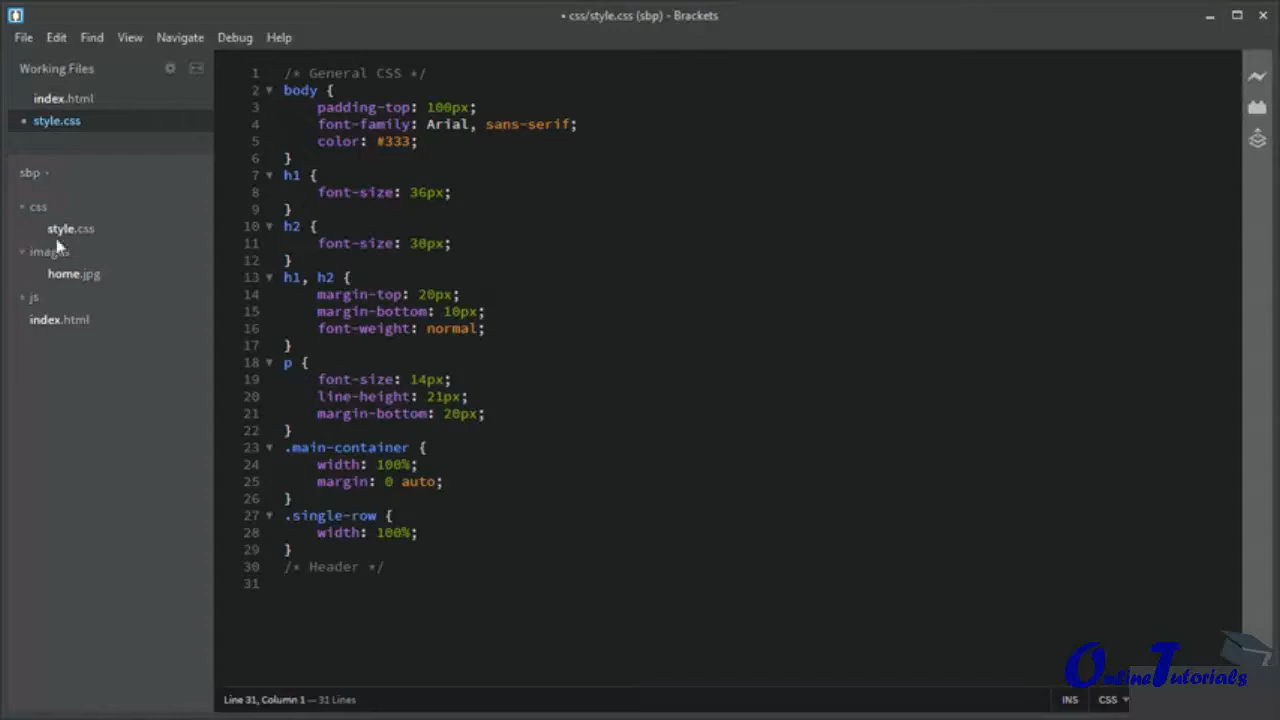 • css/style.css (sbp) - Brackets
File Edit Find View Navigate Debug Help
Working Files
index.html
• style.css
sbp
css
style.css
images
home.jpg
js
index.html
1 /* General CSS */
2 body {
3 padding-top: 100px;
4 font-family: Arial, sans-serif;
5 color: #333;
6 }
7 h1 {
8 font-size: 36px;
9 }
10 h2 {
11 font-size: 30px;
12 }
13 h1, h2 {
14 margin-top: 20px;
15 margin-bottom: 10px;
16 font-weight: normal;
17 }
18 p {
19 font-size: 14px;
20 line-height: 21px;
21 margin-bottom: 20px;
22 }
23 .main-container {
24 width: 100%;
25 margin: 0 auto;
26 }
27 .single-row {
28 width: 100%;
29 }
30 /* Header */
31
Line 31, Column 1 — 31 Lines
INS CSS
OnlineTutorials